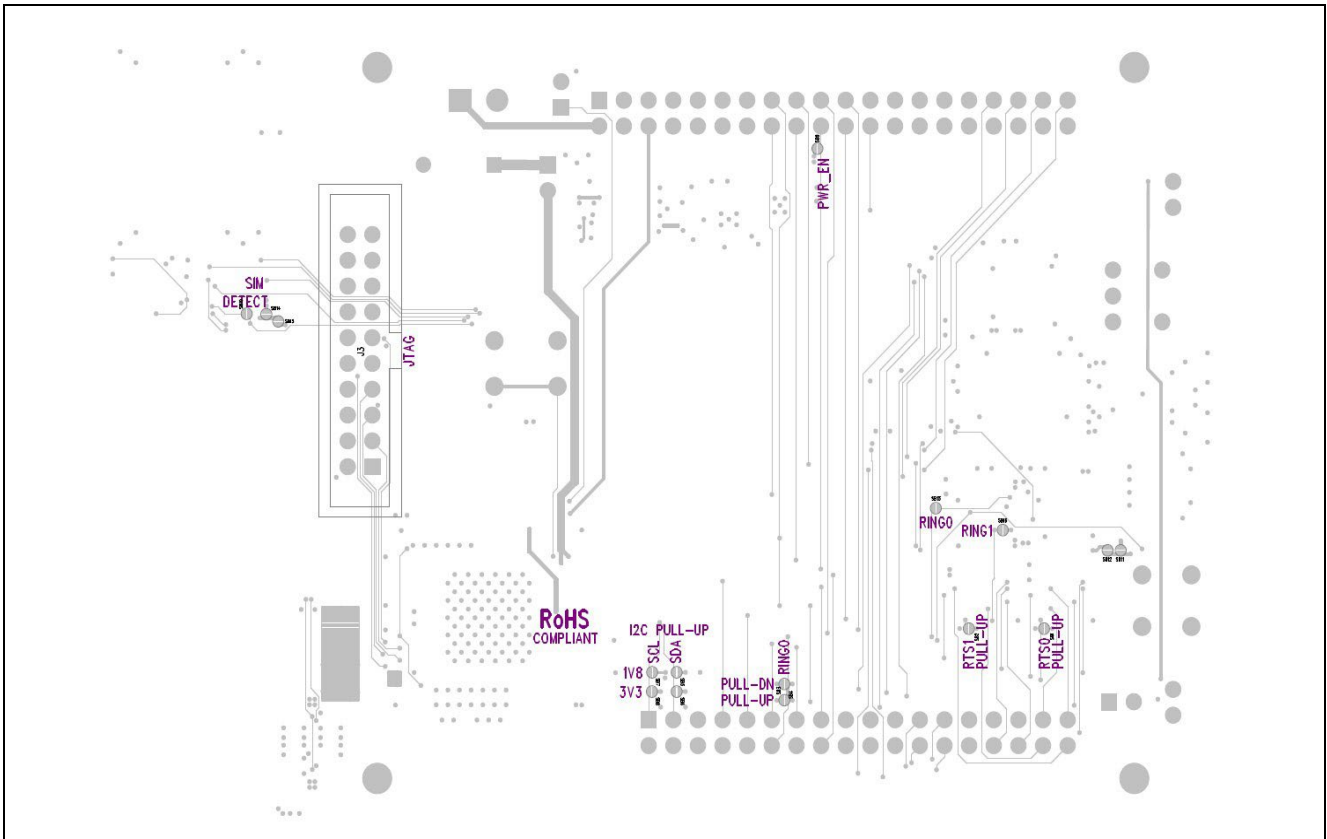 PWR_EN
SIM
DETECT
J3
JTAG
RING0
RING1
RoHS
COMPLIANT
I2C PULL-UP
SCL
SDA
1V8
3V3
RING0
PULL-DN
PULL-UP
RTS1
PULL-UP
RTS0
PULL-UP